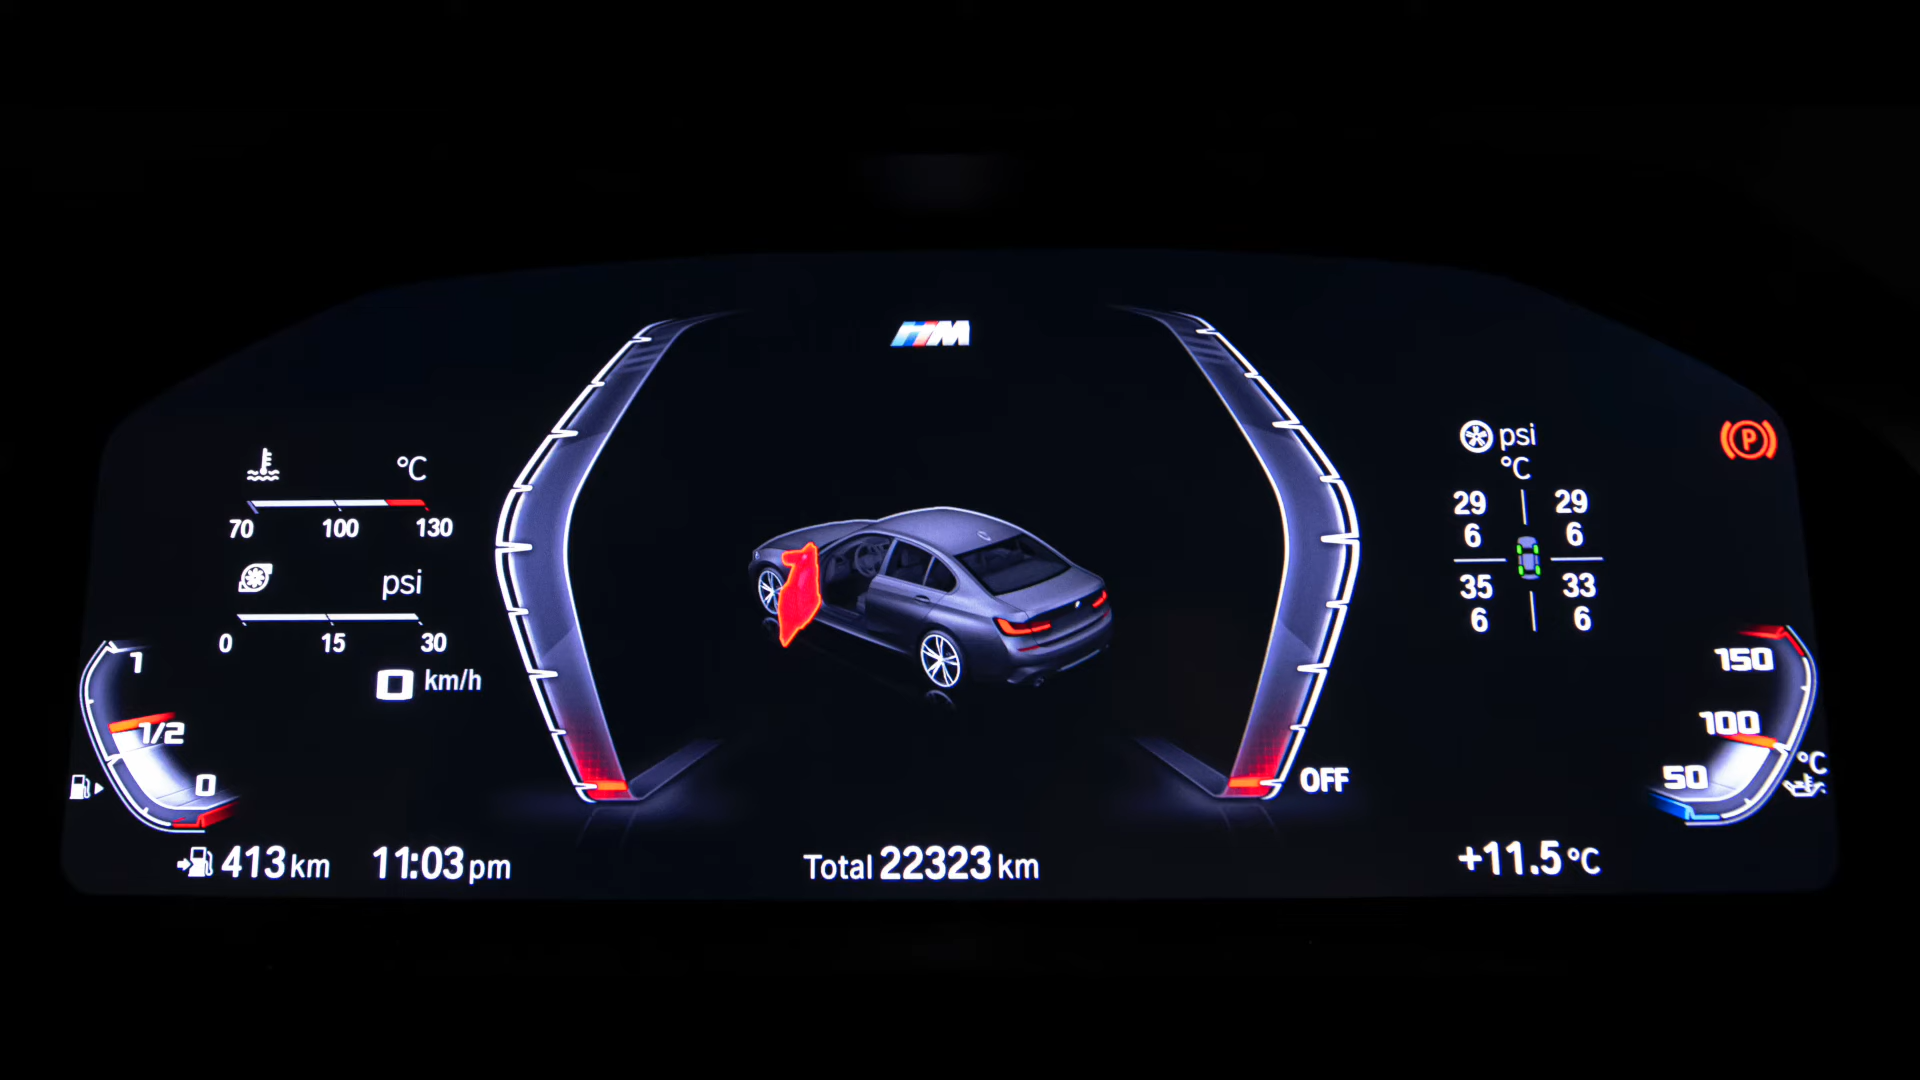 M
°C
70 100 130
psi
0 15 30
0 km/h
1
1/2
0
413 km
11:03 pm
Total 22323 km
OFF
psi
°C
29 29
6 6
35 33
6 6
P
150
100
50
°C
+11.5 °C